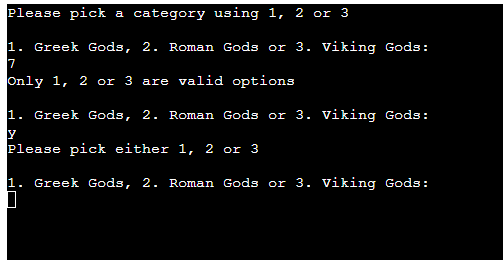 Please pick a category using 1, 2 or 3
1. Greek Gods, 2. Roman Gods or 3. Viking Gods:
7
Only 1, 2 or 3 are valid options
1. Greek Gods, 2. Roman Gods or 3. Viking Gods:
y
Please pick either 1, 2 or 3
1. Greek Gods, 2. Roman Gods or 3. Viking Gods: